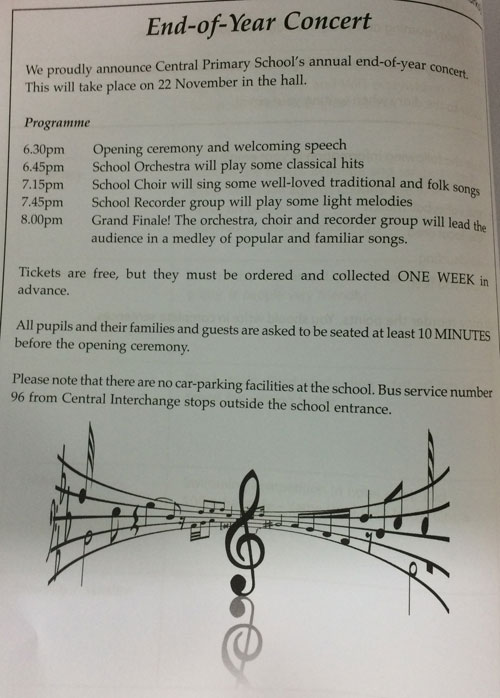 End-of-Year Concert
We proudly announce Central Primary School's annual end-of-year concert.
This will take place on 22 November in the hall.
Programme
6.30pm Opening ceremony and welcoming speech
6.45pm School Orchestra will play some classical hits
7.15pm School Choir will sing some well-loved traditional and folk songs
7.45pm School Recorder group will play some light melodies
8.00pm Grand Finale! The orchestra, choir and recorder group will lead the
audience in a medley of popular and familiar songs.
Tickets are free, but they must be ordered and collected ONE WEEK in
advance.
All pupils and their families and guests are asked to be seated at least 10 MINUTES
before the opening ceremony.
Please note that there are no car-parking facilities at the school. Bus service number
96 from Central Interchange stops outside the school entrance.